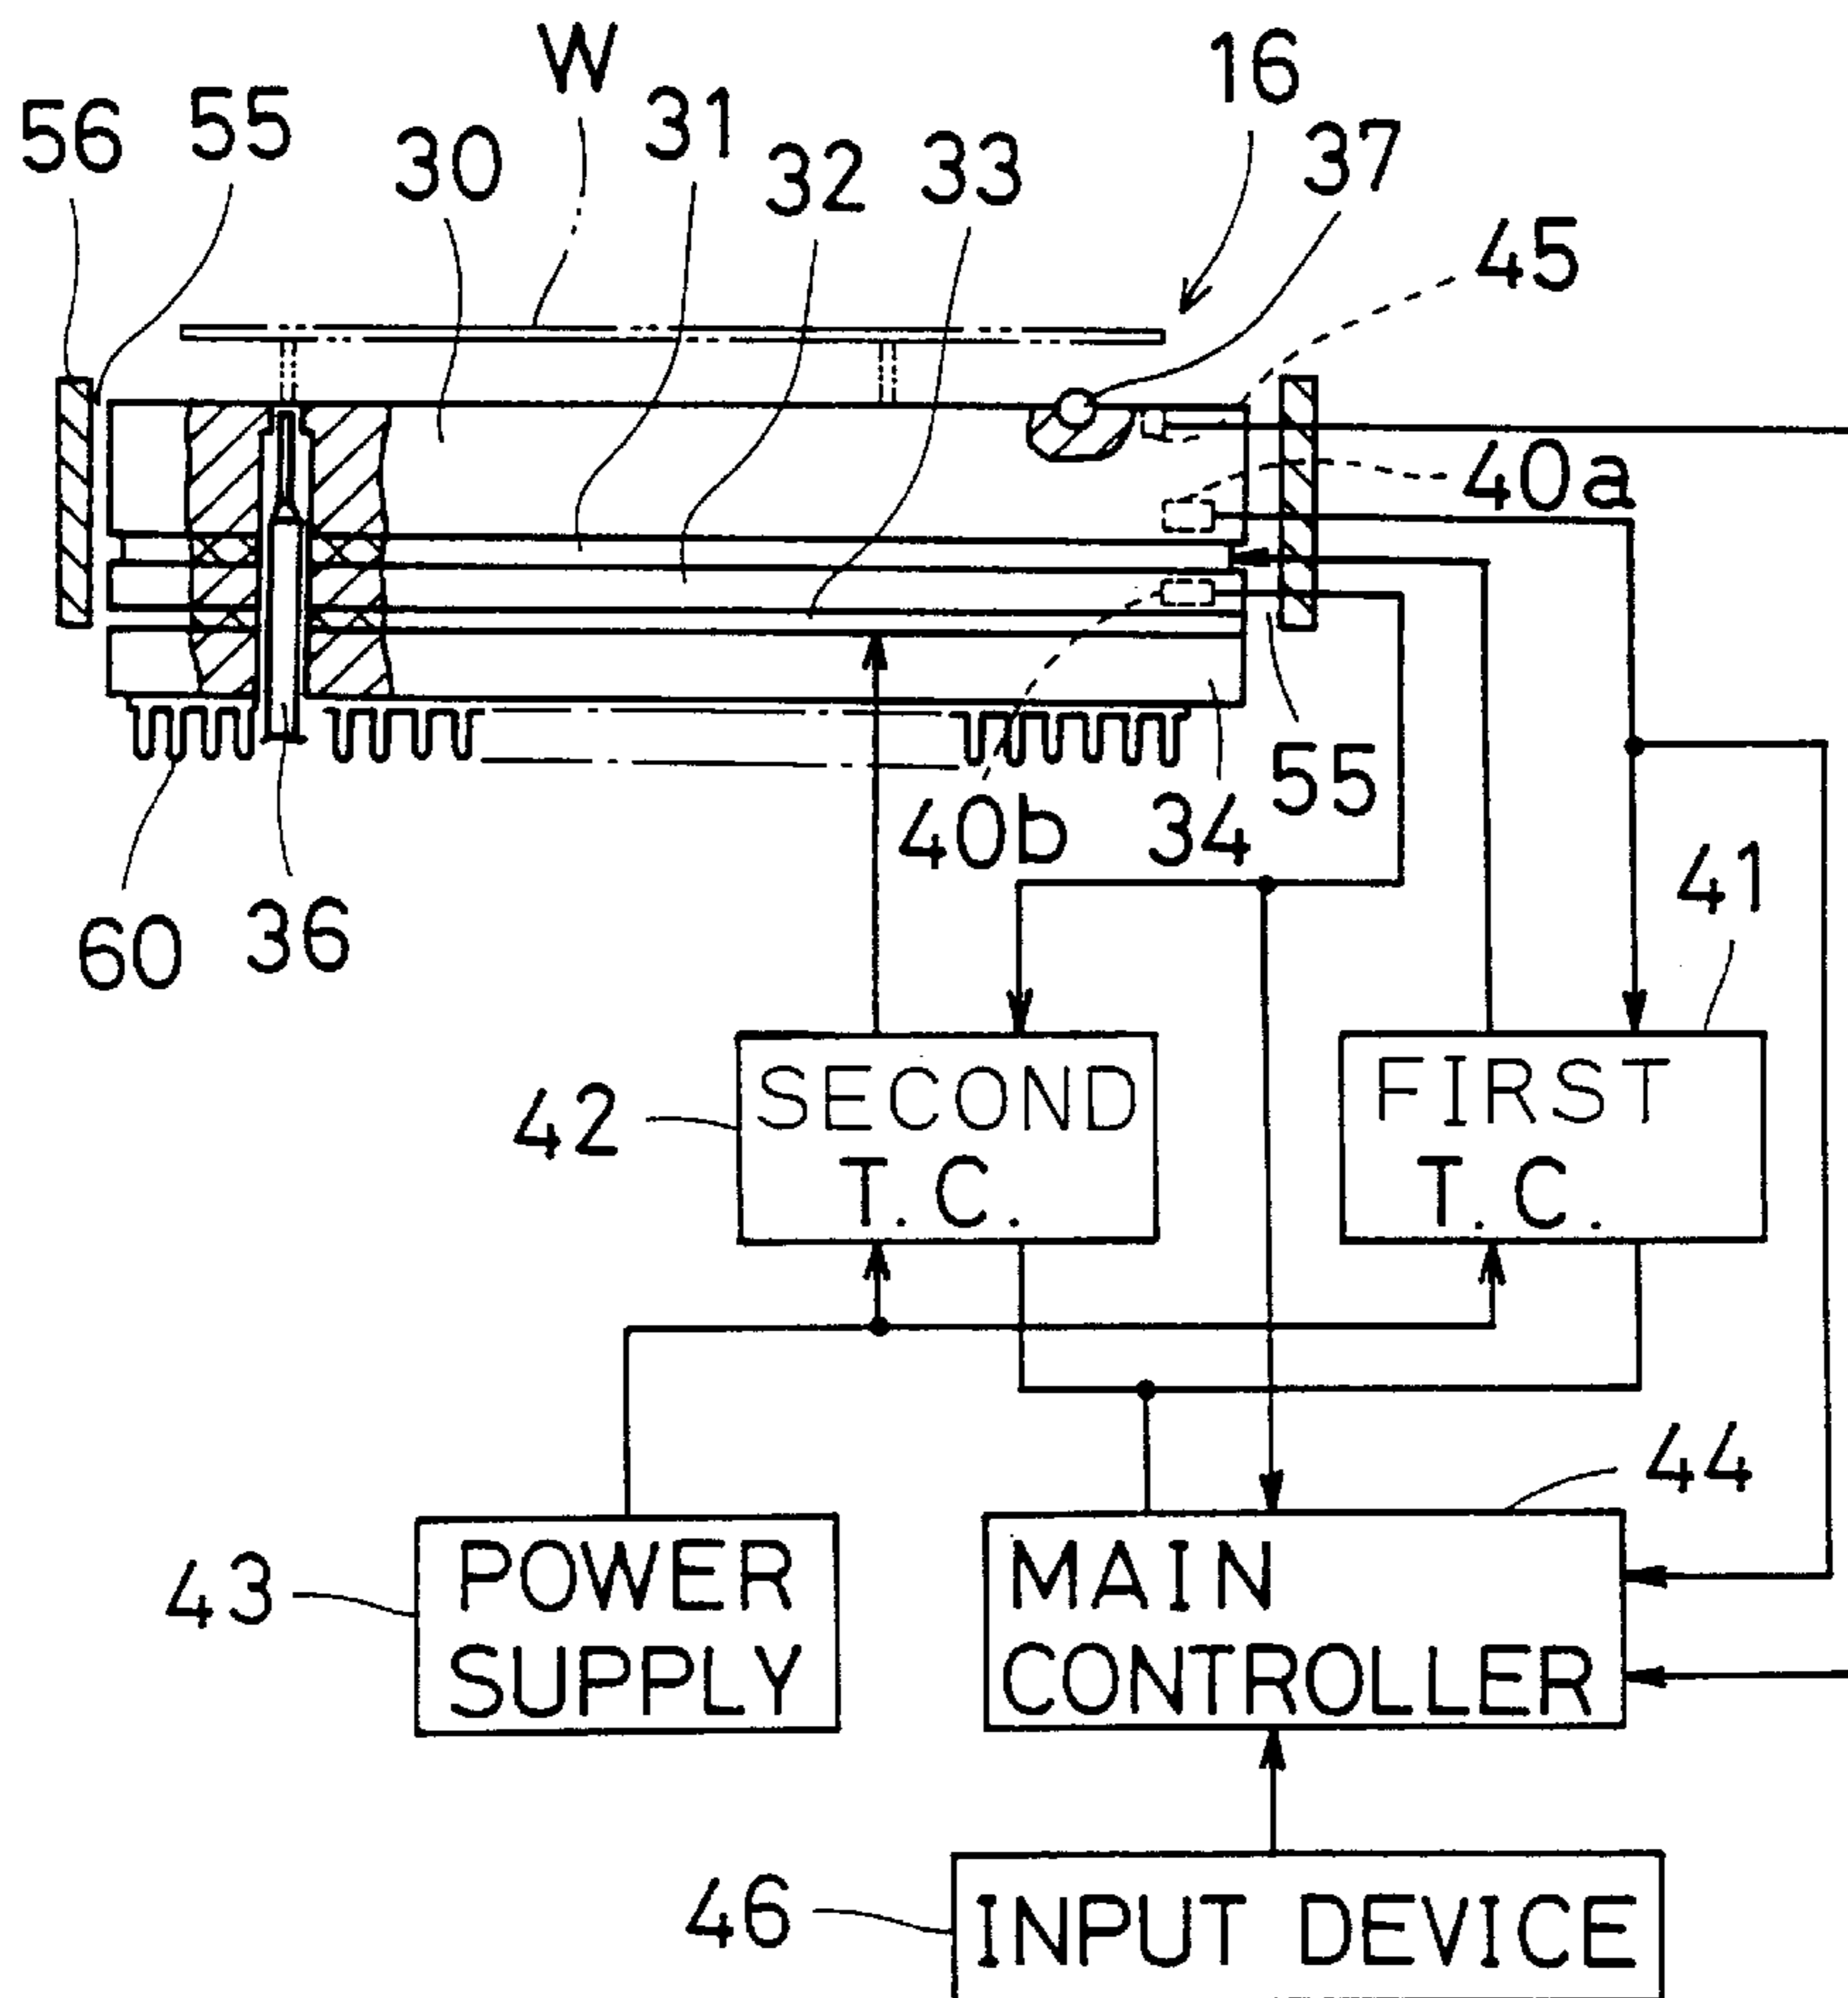 W
16
56
55
31
37
30
32
33
45
40a
55
40b
34
41
60
36
SECOND
T.C.
FIRST
T.C.
42
44
POWER
SUPPLY
MAIN
CONTROLLER
43
46
INPUT DEVICE